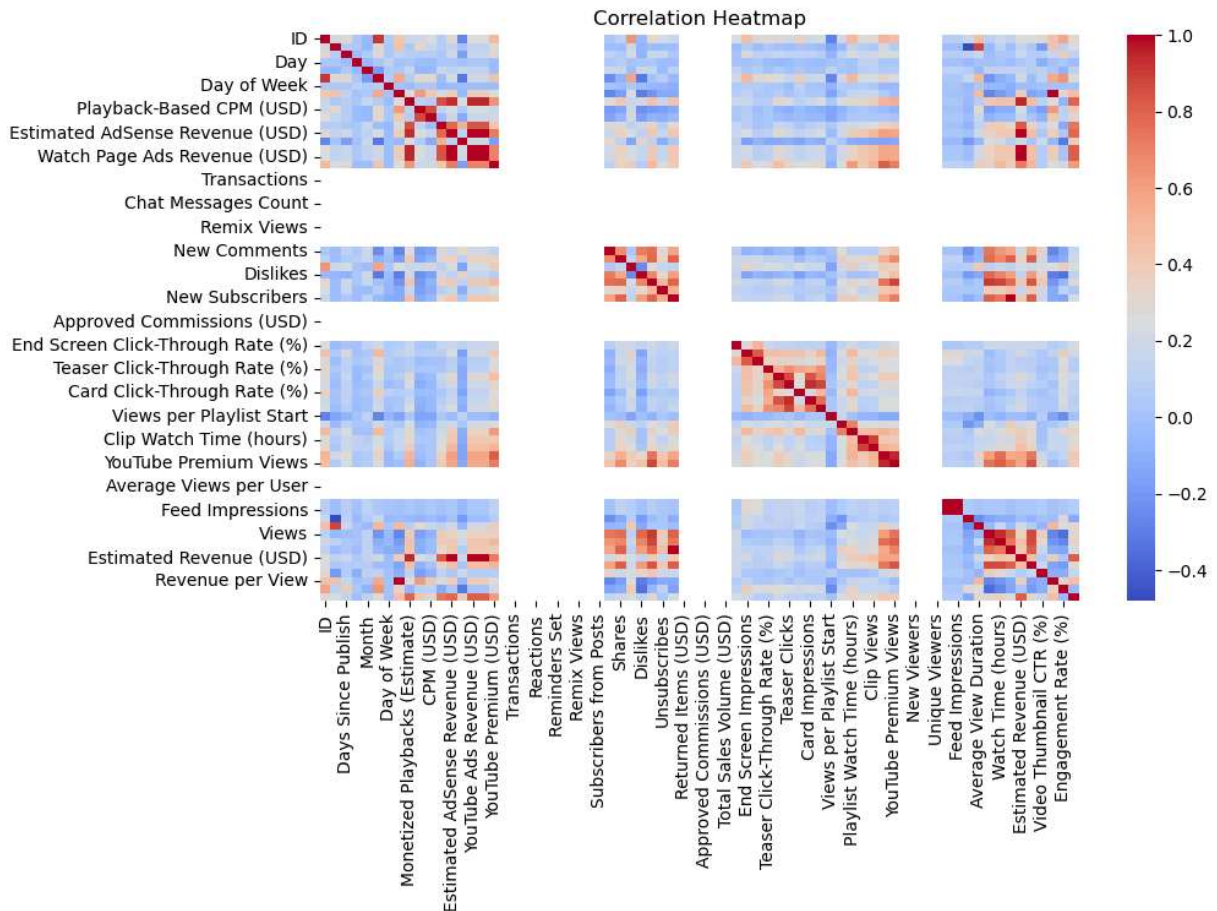 Correlation Heatmap
ID
Day
Day of Week
Playback-Based CPM (USD)
Estimated AdSense Revenue (USD)
Watch Page Ads Revenue (USD)
Transactions
Chat Messages Count
Remix Views
New Comments
Dislikes
New Subscribers
Approved Commissions (USD)
End Screen Click-Through Rate (%)
Teaser Click-Through Rate (%)
Card Click-Through Rate (%)
Views per Playlist Start
Clip Watch Time (hours)
YouTube Premium Views
Average Views per User
Feed Impressions
Views
Estimated Revenue (USD)
Revenue per View
ID
Days Since Publish
Month
Day of Week
Monetized Playbacks (Estimate)
CPM (USD)
Estimated AdSense Revenue (USD)
YouTube Ads Revenue (USD)
YouTube Premium (USD)
Transactions
Reactions
Reminders Set
Remix Views
Subscribers from Posts
Shares
Dislikes
Unsubscribes
Returned Items (USD)
Approved Commissions (USD)
Total Sales Volume (USD)
End Screen Impressions
Teaser Click-Through Rate (%)
Teaser Clicks
Card Impressions
Views per Playlist Start
Playlist Watch Time (hours)
Clip Views
YouTube Premium Views
New Viewers
Unique Viewers
Feed Impressions
Average View Duration
Watch Time (hours)
Estimated Revenue (USD)
Video Thumbnail CTR (%)
Engagement Rate (%)
1.0
0.8
0.6
0.4
0.2
0.0
−0.2
−0.4